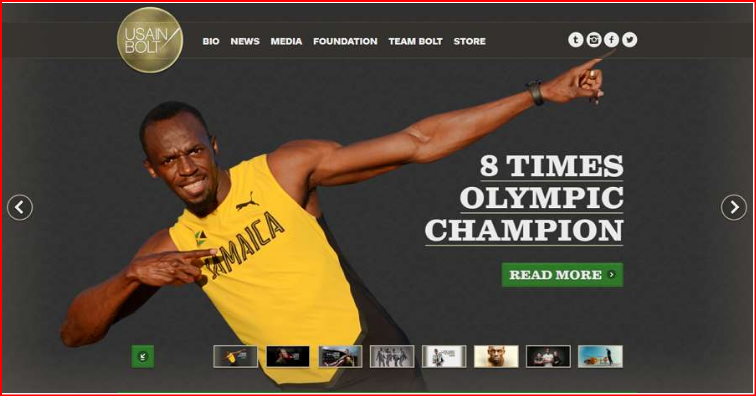 USAIN
BOLT
BIO NEWS MEDIA FOUNDATION TEAM BOLT STORE
8 TIMES
OLYMPIC
CHAMPION
JAMAICA
READ MORE